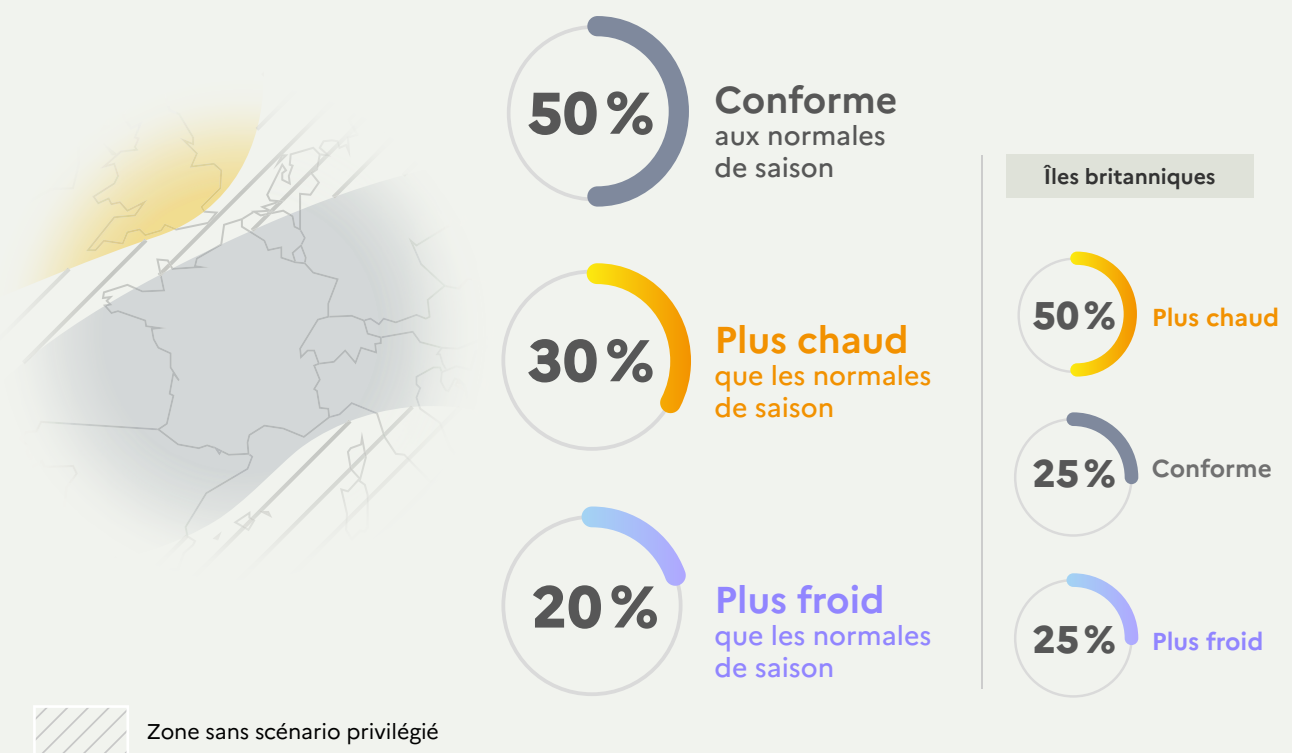 50 %
Conforme
aux normales
de saison
30 %
Plus chaud
que les normales
de saison
20 %
Plus froid
que les normales
de saison
Îles britanniques
50 %
Plus chaud
25 %
Conforme
25 %
Plus froid
Zone sans scénario privilégié